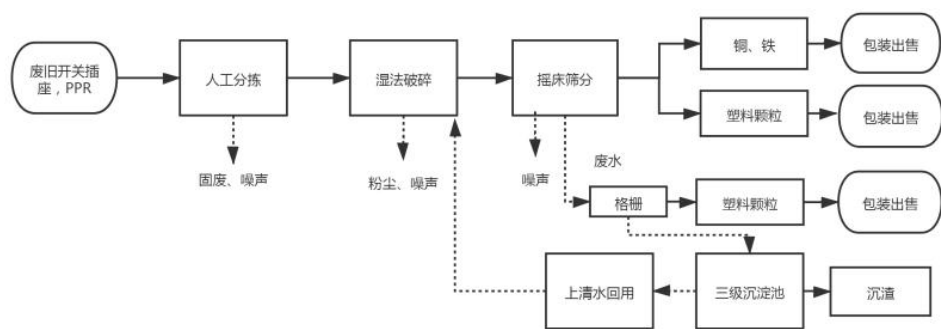 铜、铁
包装出售
废旧开关插
座，PPR
人工分拣
湿法破碎
摇床筛分
塑料颗粒
包装出售
固废、噪声
粉尘、噪声
噪声
废水
格栅
塑料颗粒
包装出售
上清水回用
三级沉淀池
沉渣